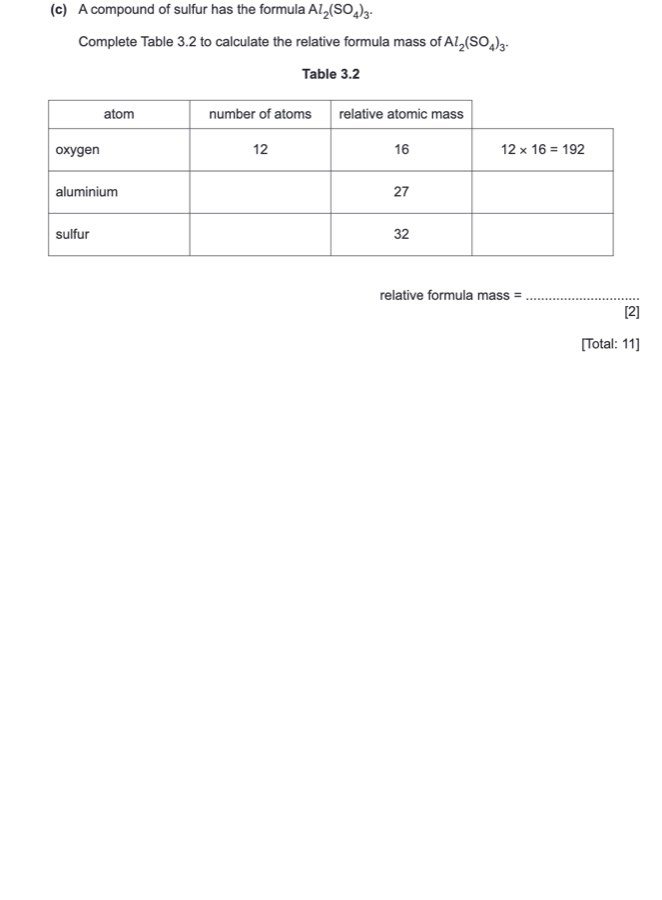 (c) A compound of sulfur has the formula Al₂(SO₄)₃.
Complete Table 3.2 to calculate the relative formula mass of Al₂(SO₄)₃.
Table 3.2
atom number of atoms relative atomic mass
oxygen 12 16 12 × 16 = 192
aluminium 27
sulfur 32
relative formula mass = ..............................
[2]
[Total: 11]